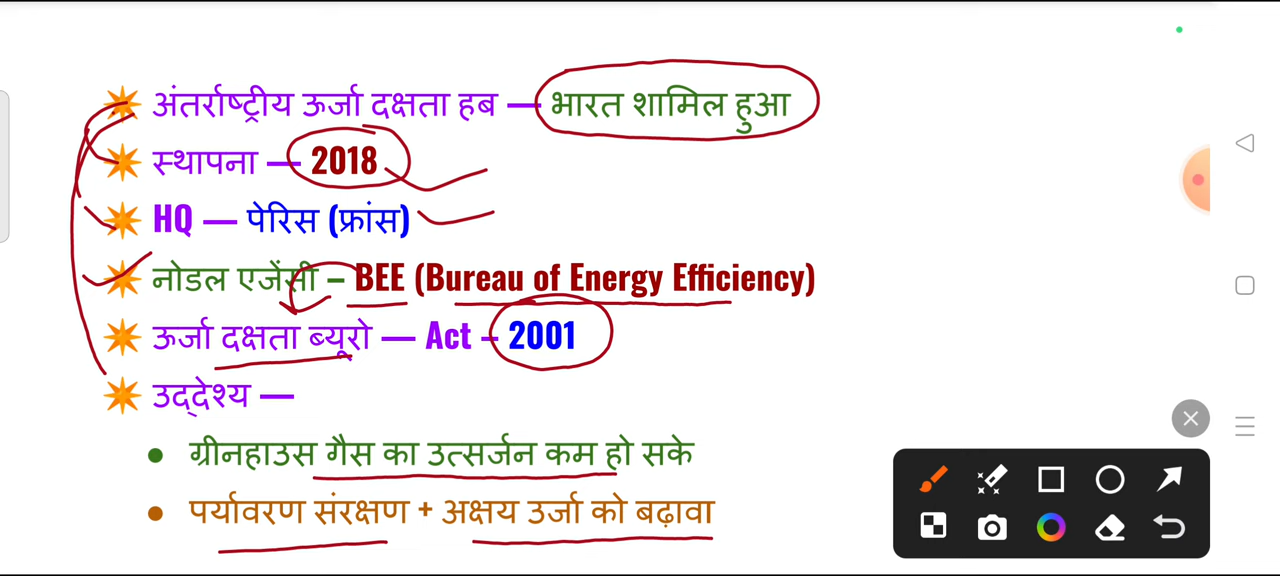 अंतर्राष्ट्रीय ऊर्जा दक्षता हब — भारत शामिल हुआ
स्थापना — 2018
HQ — पेरिस (फ्रांस)
नोडल एजेंसी – BEE (Bureau of Energy Efficiency)
ऊर्जा दक्षता ब्यूरो — Act – 2001
उद्देश्य —
• ग्रीनहाउस गैस का उत्सर्जन कम हो सके
• पर्यावरण संरक्षण + अक्षय उर्जा को बढ़ावा